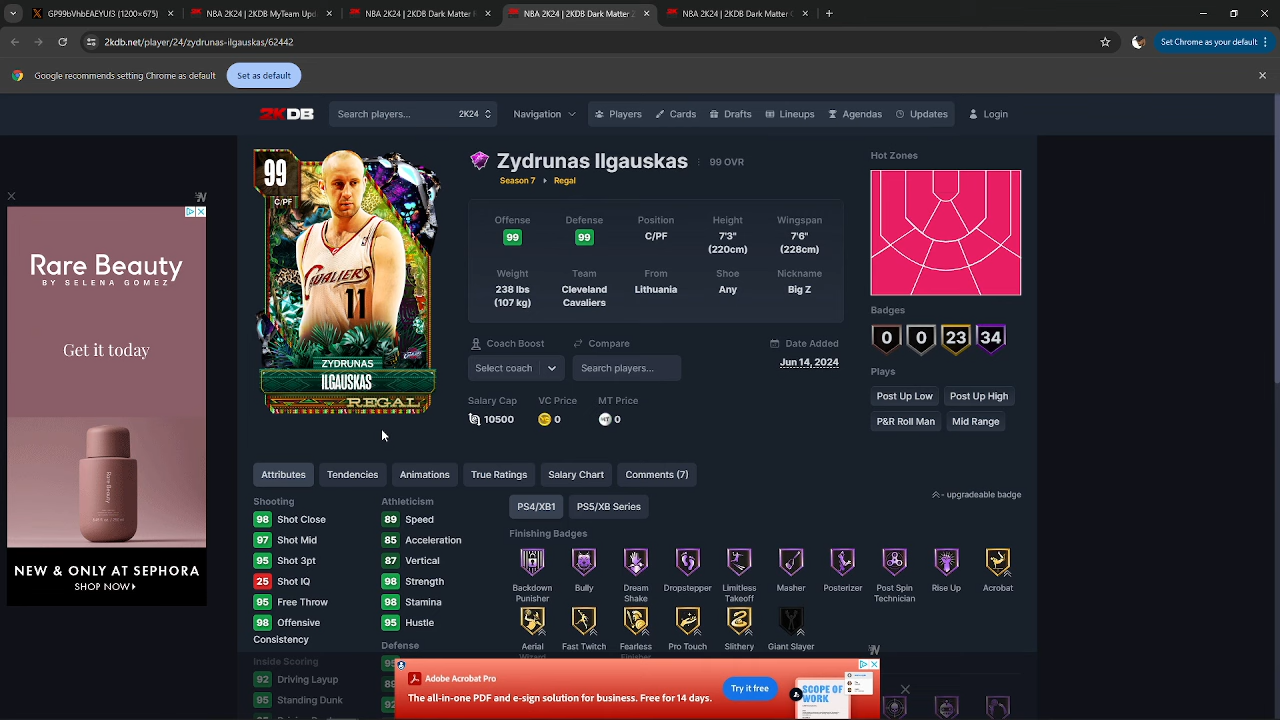 GP99bVnbEAEYUf3 (1200×675)
NBA 2K24 | 2KDB MyTeam Upd
NBA 2K24 | 2KDB Dark Matter
NBA 2K24 | 2KDB Dark Matter 2
NBA 2K24 | 2KDB Dark Matter
2kdb.net/player/24/zydrunas-ilgauskas/62442
Set Chrome as your default
Google recommends setting Chrome as default
Set as default
2KDB
Search players...
2K24
Navigation
Players
Cards
Drafts
Lineups
Agendas
Updates
Login
Rare Beauty
BY SELENA GOMEZ
Get it today
NEW & ONLY AT SEPHORA
SHOP NOW
99
C/PF
CAVALIERS
11
ZYDRUNAS
ILGAUSKAS
REGAL
Zydrunas Ilgauskas
99 OVR
Season 7
Regal
Offense
99
Defense
99
Position
C/PF
Height
7'3"
(220cm)
Wingspan
7'6"
(228cm)
Weight
238 lbs
(107 kg)
Team
Cleveland
Cavaliers
From
Lithuania
Shoe
Any
Nickname
Big Z
Coach Boost
Select coach
Compare
Search players...
Date Added
Jun 14, 2024
Salary Cap
10500
VC Price
0
MT Price
0
Hot Zones
Badges
0 0 23 34
Plays
Post Up Low
Post Up High
P&R Roll Man
Mid Range
Attributes
Tendencies
Animations
True Ratings
Salary Chart
Comments (7)
- upgradeable badge
Shooting
98 Shot Close
97 Shot Mid
95 Shot 3pt
25 Shot IQ
95 Free Throw
98 Offensive
Consistency
Inside Scoring
92 Driving Layup
95 Standing Dunk
Athleticism
89 Speed
85 Acceleration
87 Vertical
98 Strength
98 Stamina
95 Hustle
Defense
PS4/XB1
PS5/XB Series
Finishing Badges
Backdown
Punisher
Bully
Dream
Shake
Dropstepper
Limitless
Takeoff
Masher
Posterizer
Post Spin
Technician
Rise Up
Acrobat
Aerial
Wizard
Fast Twitch
Fearless
Finisher
Pro Touch
Slithery
Giant Slayer
Adobe Acrobat Pro
The all-in-one PDF and e-sign solution for business. Free for 14 days.
Try it free
SCOPE OF
WORK